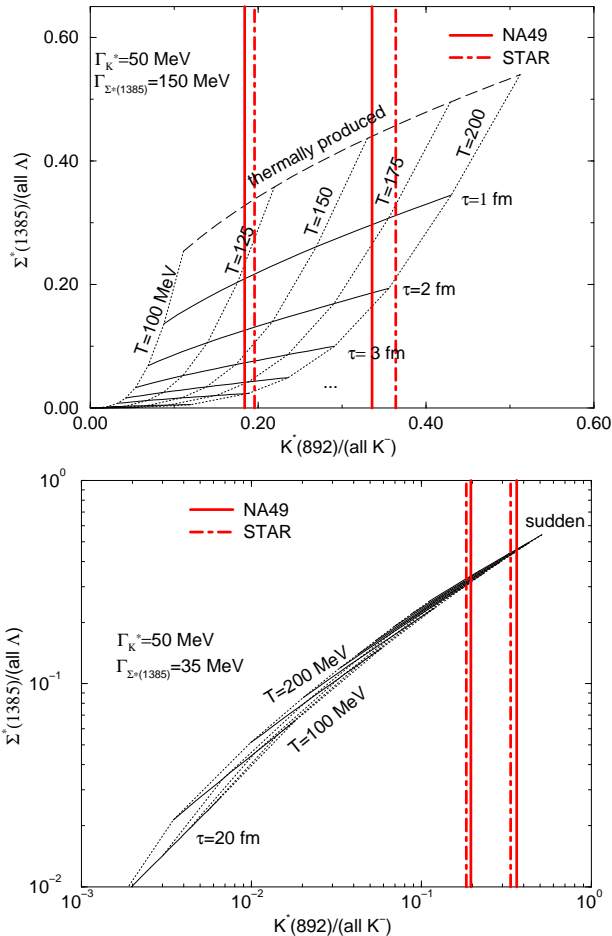 0.60
0.40
0.20
0.00
Σ*(1385)/(all Λ)
Γ_K*=50 MeV
Γ_Σ*(1385)=150 MeV
NA49
STAR
thermally produced
T=100 MeV
T=125
T=150
T=175
T=200
τ=1 fm
τ=2 fm
τ= 3 fm
...
0.00 0.20 0.40 0.60
K*(892)/(all K⁻)
10⁰
10⁻¹
10⁻²
Σ*(1385)/(all Λ)
NA49
STAR
sudden
Γ_K*=50 MeV
Γ_Σ*(1385)=35 MeV
T=200 MeV
T=100 MeV
τ=20 fm
10⁻³ 10⁻² 10⁻¹ 10⁰
K*(892)/(all K⁻)